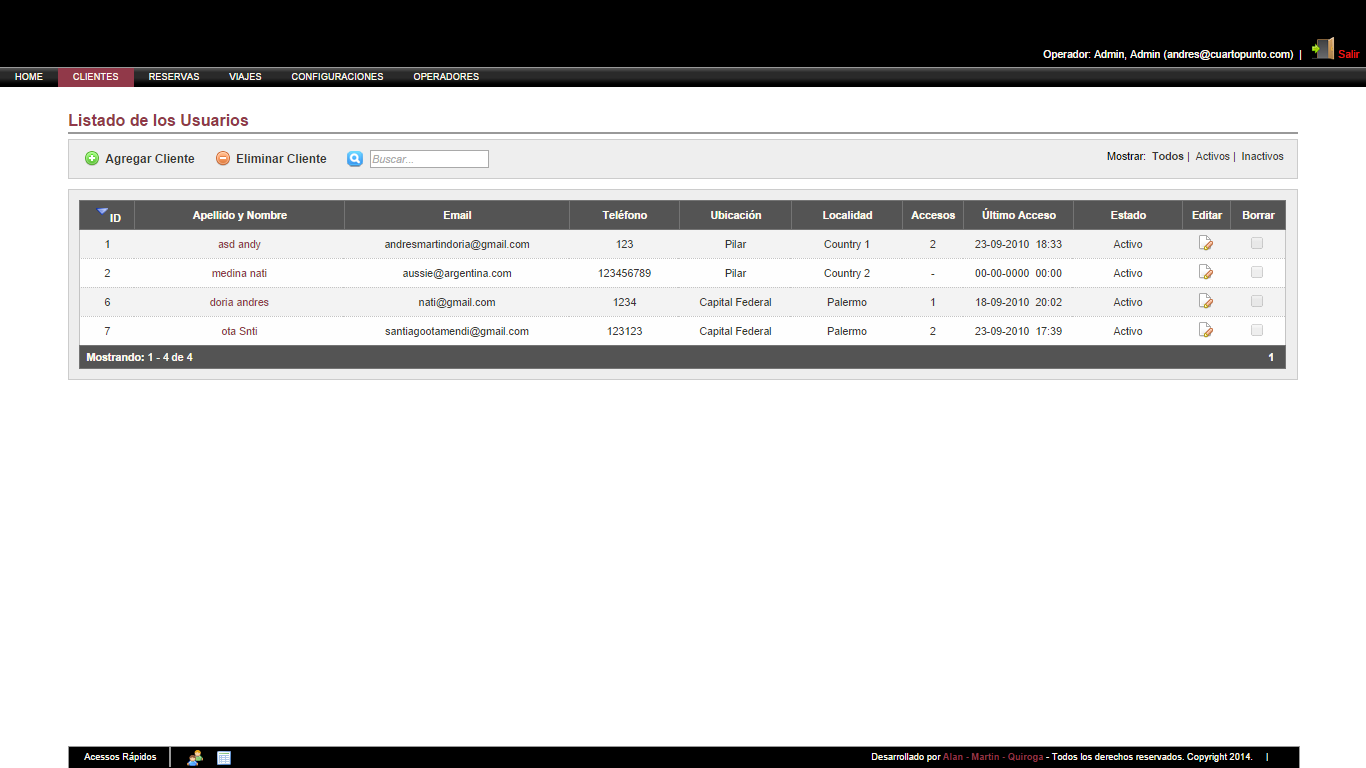 Operador: Admin, Admin (andres@cuartopunto.com) | Salir
HOME CLIENTES RESERVAS VIAJES CONFIGURACIONES OPERADORES
Listado de los Usuarios
Agregar Cliente Eliminar Cliente Buscar... Mostrar: Todos | Activos | Inactivos
ID Apellido y Nombre Email Teléfono Ubicación Localidad Accesos Último Acceso Estado Editar Borrar
1 asd andy andresmartindoria@gmail.com 123 Pilar Country 1 2 23-09-2010 18:33 Activo
2 medina nati aussie@argentina.com 123456789 Pilar Country 2 - 00-00-0000 00:00 Activo
6 doria andres nati@gmail.com 1234 Capital Federal Palermo 1 18-09-2010 20:02 Activo
7 ota Snti santiagootamendi@gmail.com 123123 Capital Federal Palermo 2 23-09-2010 17:39 Activo
Mostrando: 1 - 4 de 4 1
Acessos Rápidos Desarrollado por Alan - Martín - Quiroga - Todos los derechos reservados. Copyright 2014. |